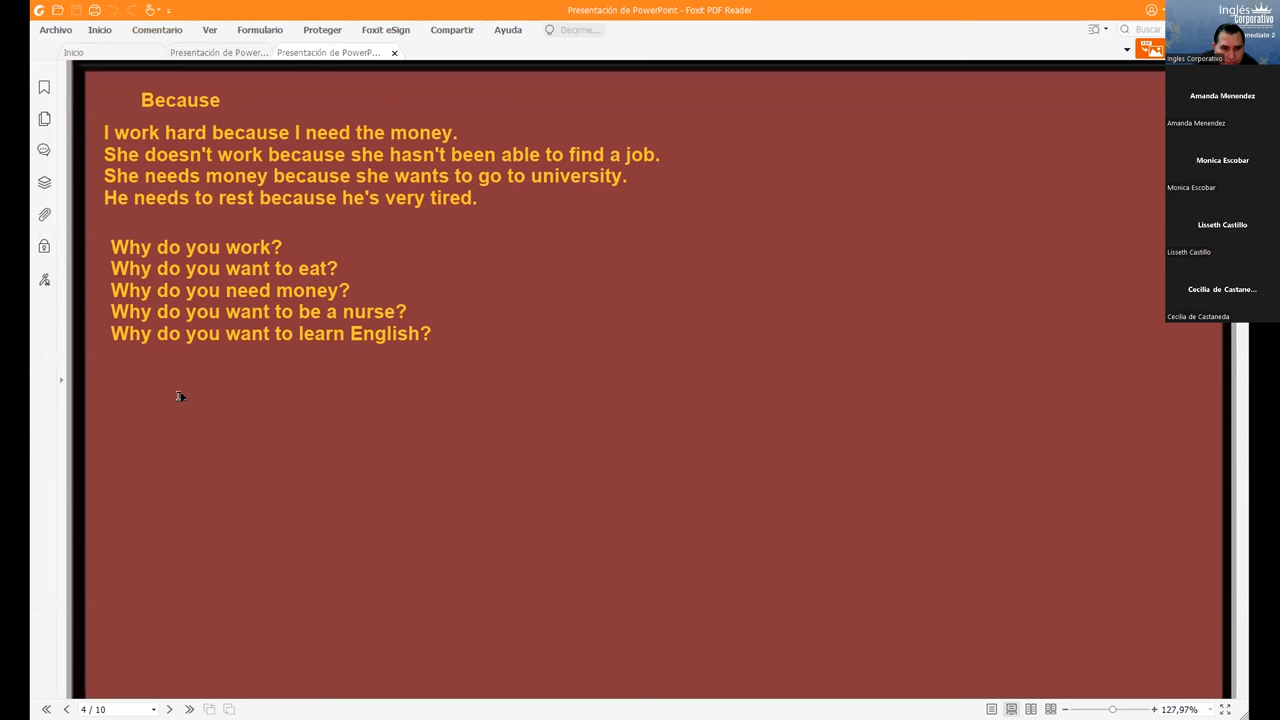 Presentación de PowerPoint - Foxit PDF Reader
Archivo Inicio Comentario Ver Formulario Proteger Foxit eSign Compartir Ayuda Decirme... Buscar
Inicio Presentación de Power... Presentación de PowerP...
Inglés
Corporativo
mediate 2
Ingles Corporativo
Amanda Menendez
Amanda Menendez
Monica Escobar
Monica Escobar
Lisseth Castillo
Lisseth Castillo
Cecilia de Castane...
Cecilia de Castaneda
Because
I work hard because I need the money.
She doesn't work because she hasn't been able to find a job.
She needs money because she wants to go to university.
He needs to rest because he's very tired.
Why do you work?
Why do you want to eat?
Why do you need money?
Why do you want to be a nurse?
Why do you want to learn English?
4 / 10
127,97%